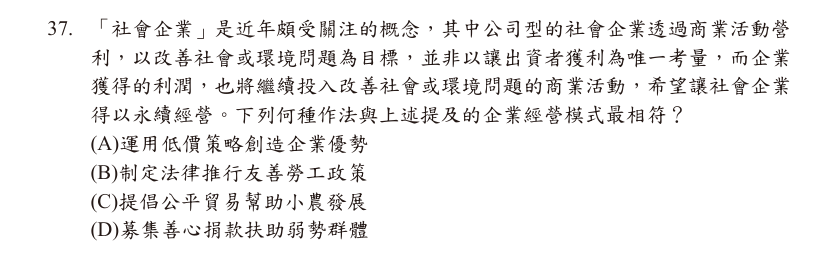 37. 「社會企業」是近年頗受關注的概念，其中公司型的社會企業透過商業活動營
利，以改善社會或環境問題為目標，並非以讓出資者獲利為唯一考量，而企業
獲得的利潤，也將繼續投入改善社會或環境問題的商業活動，希望讓社會企業
得以永續經營。下列何種作法與上述提及的企業經營模式最相符？
(A)運用低價策略創造企業優勢
(B)制定法律推行友善勞工政策
(C)提倡公平貿易幫助小農發展
(D)募集善心捐款扶助弱勢群體